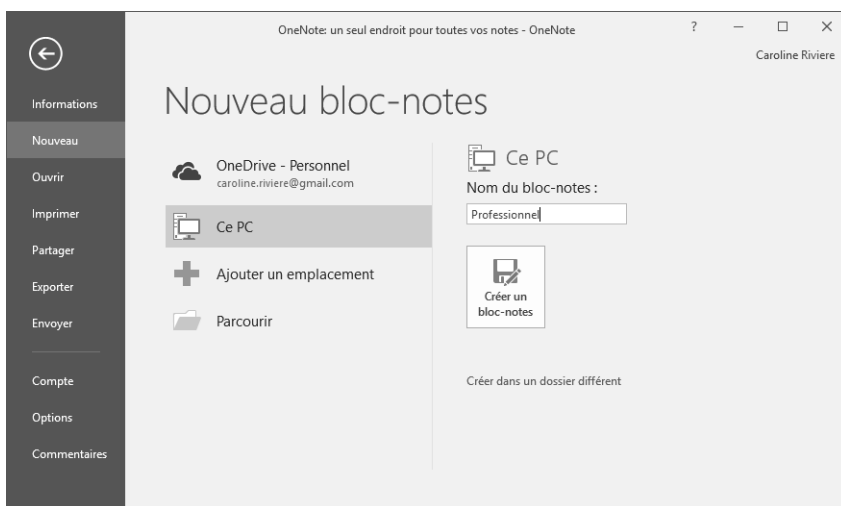 OneNote: un seul endroit pour toutes vos notes - OneNote
?
Caroline Riviere
Informations
Nouveau
Ouvrir
Imprimer
Partager
Exporter
Envoyer
Compte
Options
Commentaires
Nouveau bloc-notes
OneDrive - Personnel
caroline.riviere@gmail.com
Ce PC
Ajouter un emplacement
Parcourir
Ce PC
Nom du bloc-notes :
Professionnel
Créer un
bloc-notes
Créer dans un dossier différent